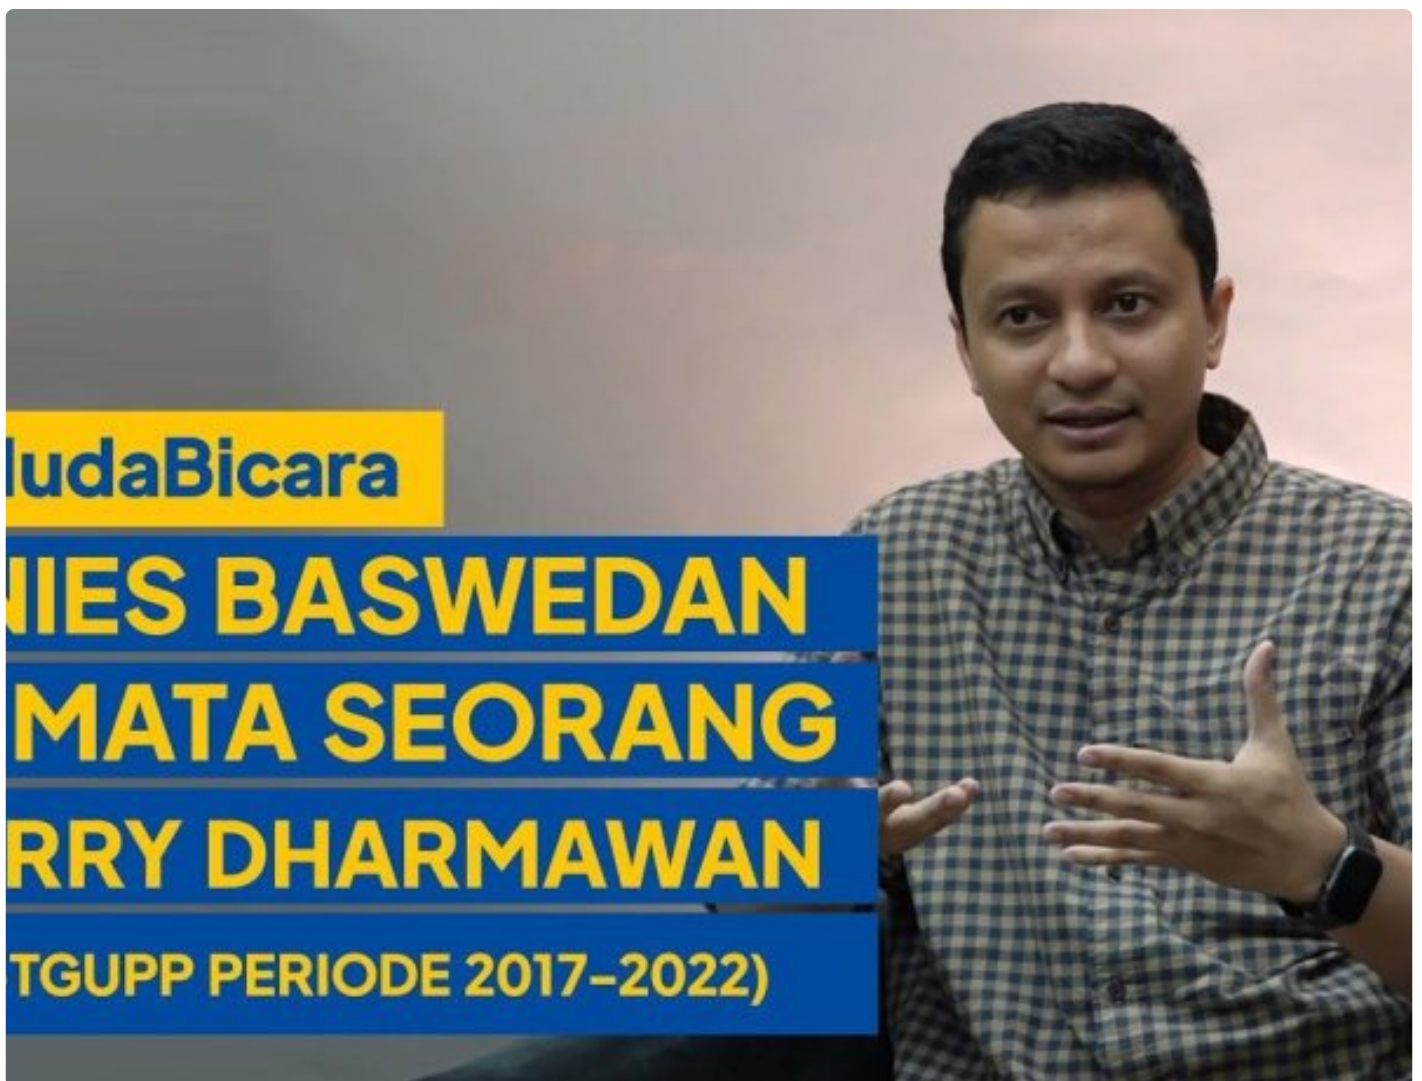 udaBicara
NIES BASWEDAN
MATA SEORANG
RRY DHARMAWAN
TGUPP PERIODE 2017-2022)